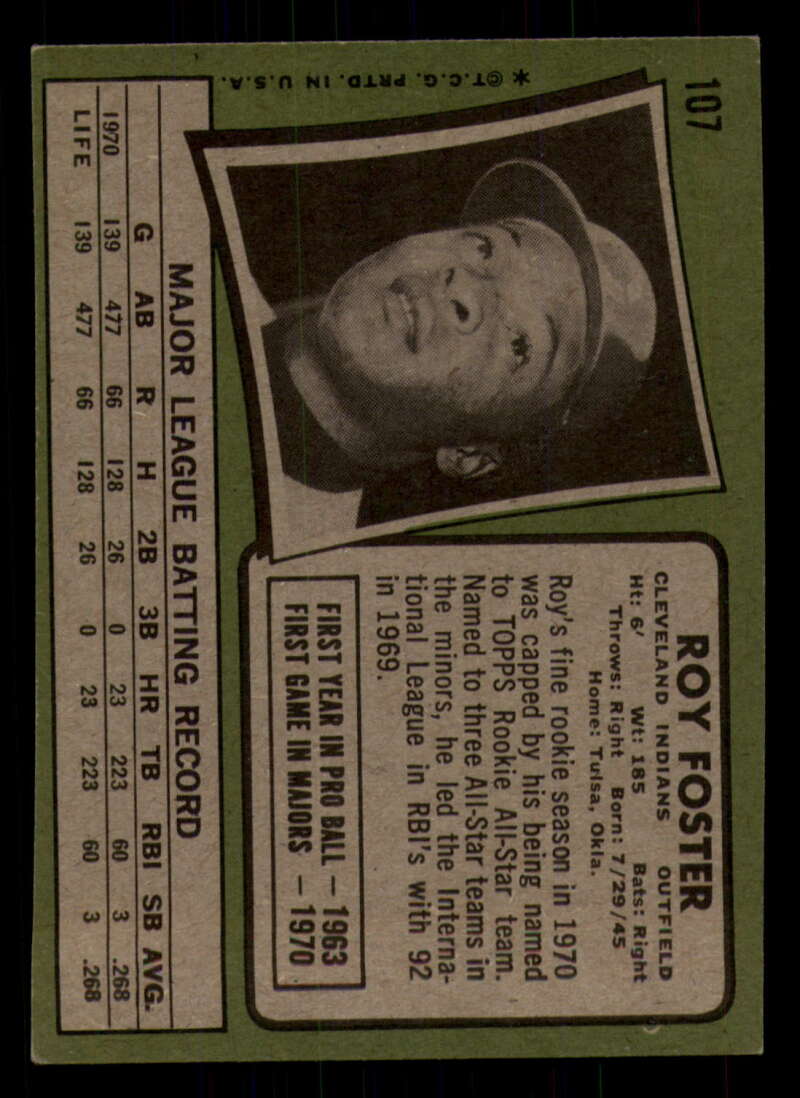 107
* ©T.C.G. PRTD. IN U.S.A.
ROY FOSTER
CLEVELAND INDIANS OUTFIELD
Ht: 6' Wt: 185 Bats: Right
Throws: Right Born: 7/29/45
Home: Tulsa, Okla.
Roy's fine rookie season in 1970
was capped by his being named
to TOPPS Rookie All-Star team.
Named to three All-Star teams in
the minors, he led the Interna-
tional League in RBI's with 92
in 1969.
FIRST YEAR IN PRO BALL — 1963
FIRST GAME IN MAJORS — 1970
MAJOR LEAGUE BATTING RECORD
G AB R H 2B 3B HR TB RBI SB AVG.
1970 139 477 66 128 26 0 23 223 60 3 .268
LIFE 139 477 66 128 26 0 23 223 60 3 .268